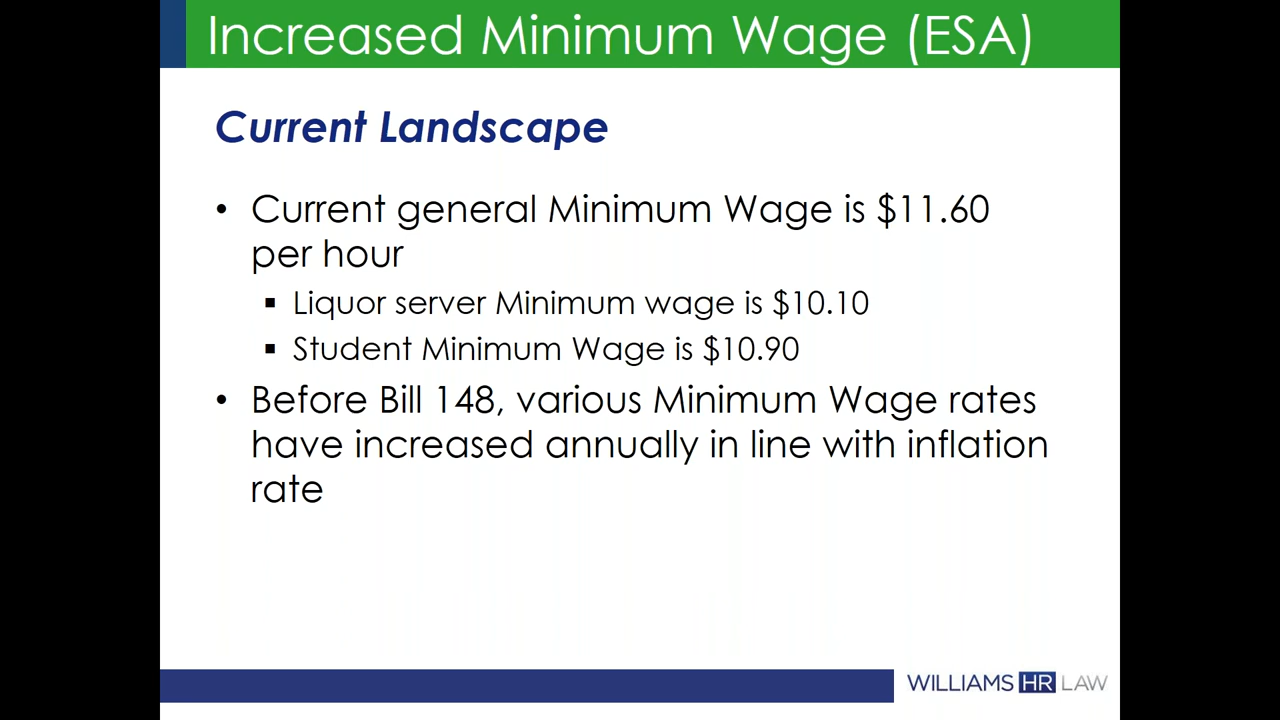 Increased Minimum Wage (ESA)
Current Landscape
• Current general Minimum Wage is $11.60
per hour
▪ Liquor server Minimum wage is $10.10
▪ Student Minimum Wage is $10.90
• Before Bill 148, various Minimum Wage rates
have increased annually in line with inflation
rate
WILLIAMS HR LAW